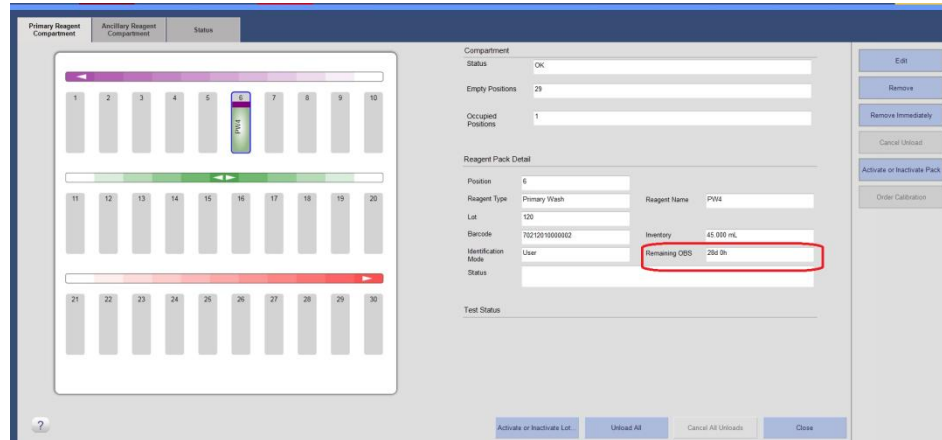 Primary Reagent Compartment
Ancillary Reagent Compartment
Status
1 2 3 4 5 6 7 8 9 10
PW4
11 12 13 14 15 16 17 18 19 20
21 22 23 24 25 26 27 28 29 30
?
Compartment
Status OK
Empty Positions 29
Occupied Positions 1
Reagent Pack Detail
Position 6
Reagent Type Primary Wash Reagent Name PW4
Lot 120
Barcode 70212010000002 Inventory 45.000 mL
Identification Mode User Remaining OBS 28d 0h
Status
Test Status
Activate or Inactivate Lot... Unload All Cancel All Unloads Close
Edit
Remove
Remove Immediately
Cancel Unload
Activate or Inactivate Pack
Order Calibration